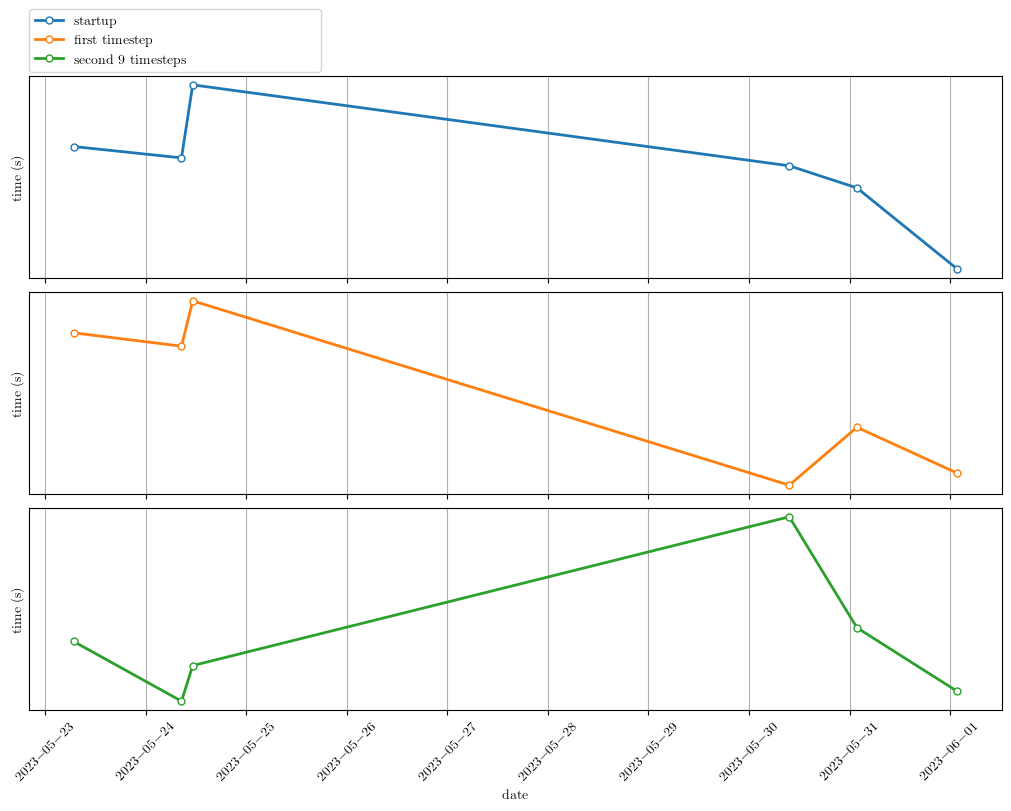 startup
first timestep
second 9 timesteps
time (s)
time (s)
time (s)
2023−05−23
2023−05−24
2023−05−25
2023−05−26
2023−05−27
2023−05−28
2023−05−29
2023−05−30
2023−05−31
2023−06−01
date